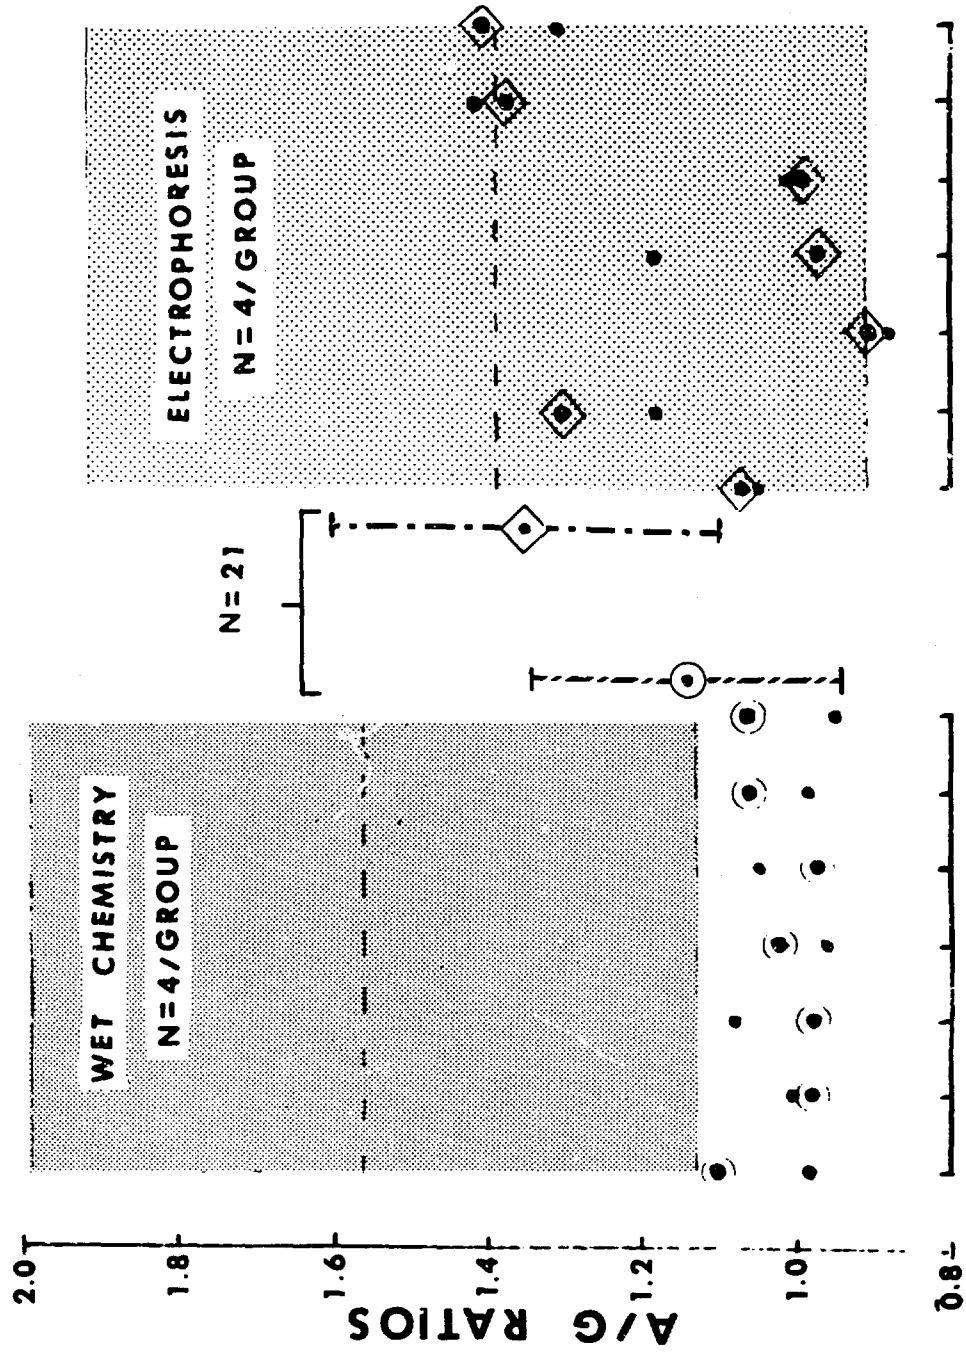 WET CHEMISTRY
N=4/GROUP
N=21
ELECTROPHORESIS
N=4/GROUP
A/G RATIOS
2.0
1.8
1.6
1.4
1.2
1.0
0.8